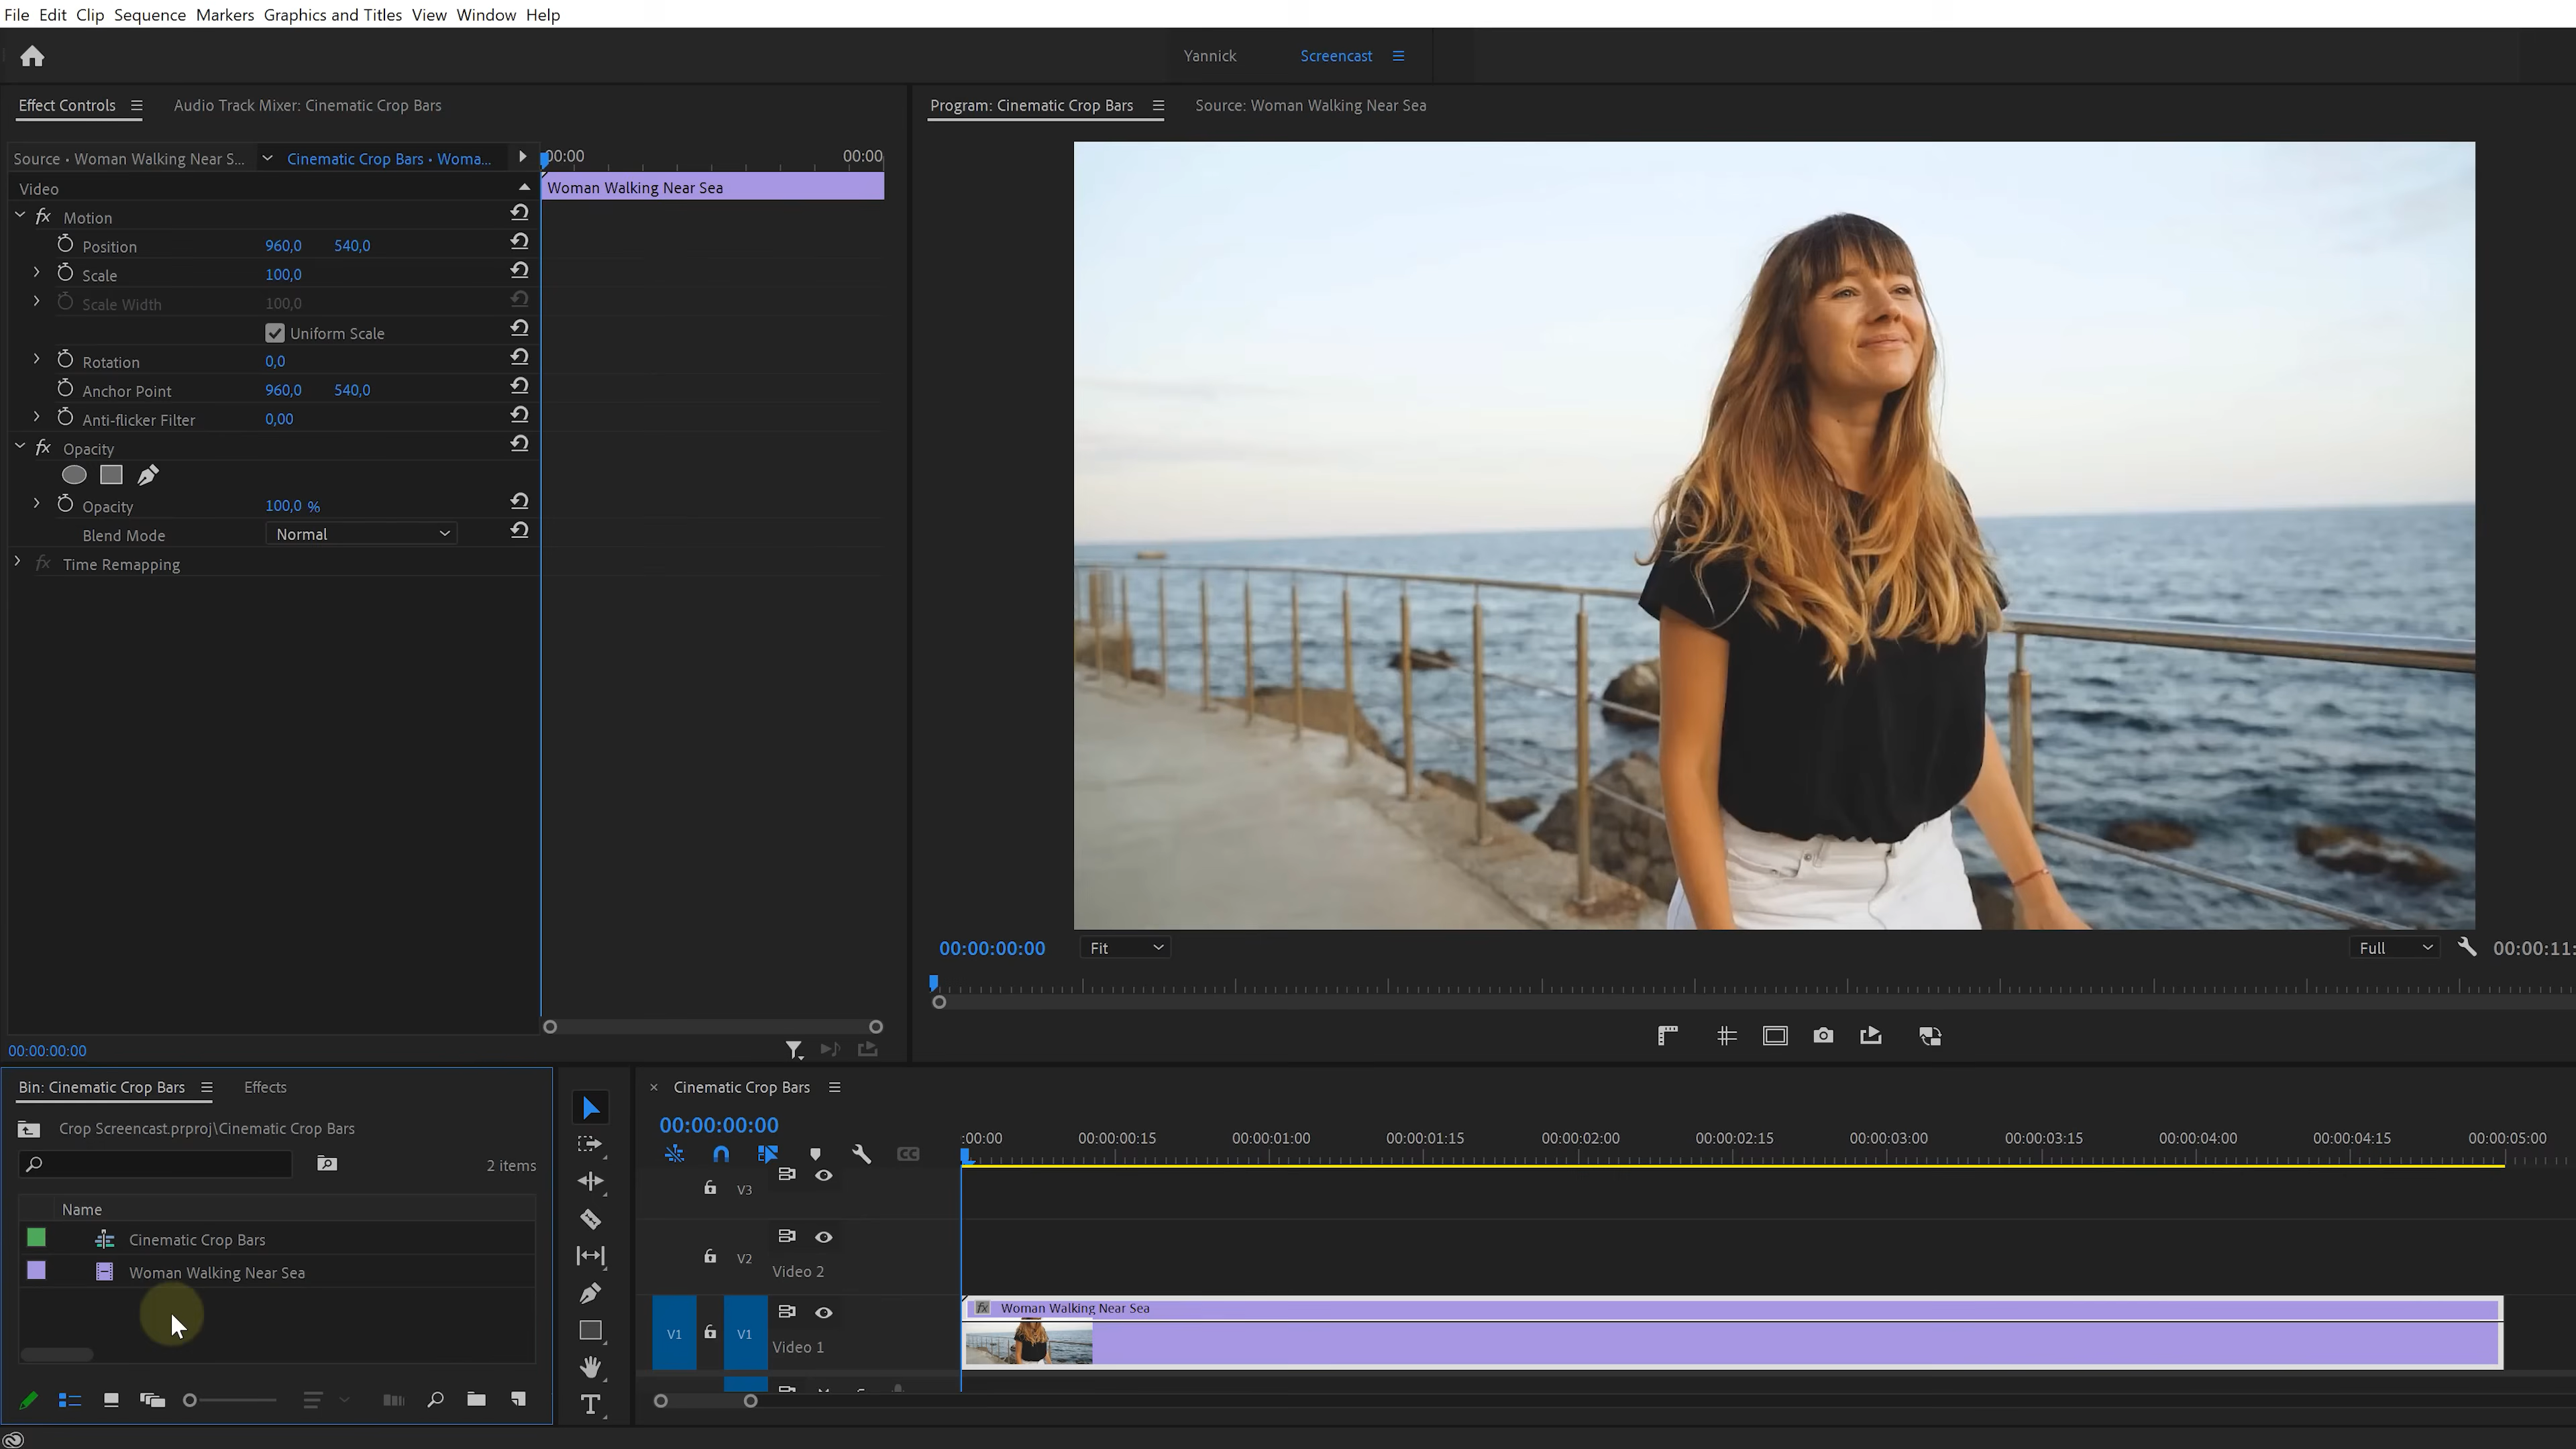 File Edit Clip Sequence Markers Graphics and Titles View Window Help
Yannick Screencast
Effect Controls Audio Track Mixer: Cinematic Crop Bars
Program: Cinematic Crop Bars Source: Woman Walking Near Sea
Source • Woman Walking Near S... Cinematic Crop Bars • Woma... 00:00 00:00
Video Woman Walking Near Sea
fx Motion
Position 960,0 540,0
Scale 100,0
Scale Width 100,0
Uniform Scale
Rotation 0,0
Anchor Point 960,0 540,0
Anti-flicker Filter 0,00
fx Opacity
Opacity 100,0 %
Blend Mode Normal
fx Time Remapping
00:00:00:00 Fit Full 00:00:11:
00:00:00:00
Bin: Cinematic Crop Bars Effects
Crop Screencast.prproj\Cinematic Crop Bars
2 items
Name
Cinematic Crop Bars
Woman Walking Near Sea
Cinematic Crop Bars
00:00:00:00
:00:00 00:00:00:15 00:00:01:00 00:00:01:15 00:00:02:00 00:00:02:15 00:00:03:00 00:00:03:15 00:00:04:00 00:00:04:15 00:00:05:00
CC
V3
V2
Video 2
fx Woman Walking Near Sea
V1 V1
Video 1
T